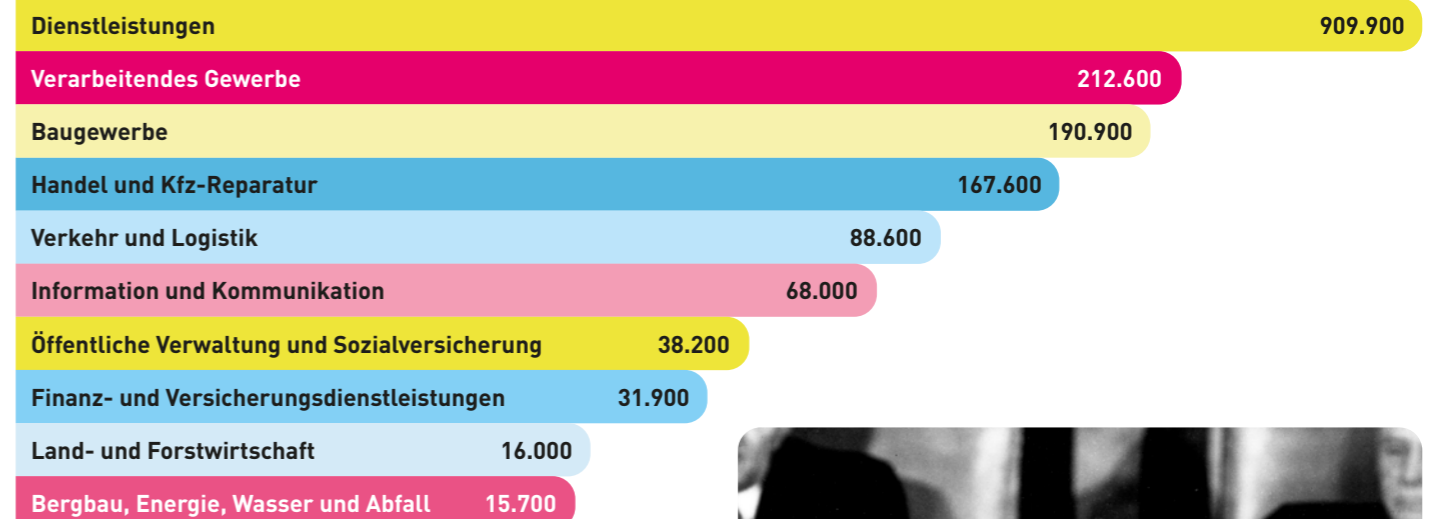 Dienstleistungen 909.900
Verarbeitendes Gewerbe 212.600
Baugewerbe 190.900
Handel und Kfz-Reparatur 167.600
Verkehr und Logistik 88.600
Information und Kommunikation 68.000
Öffentliche Verwaltung und Sozialversicherung 38.200
Finanz- und Versicherungsdienstleistungen 31.900
Land- und Forstwirtschaft 16.000
Bergbau, Energie, Wasser und Abfall 15.700